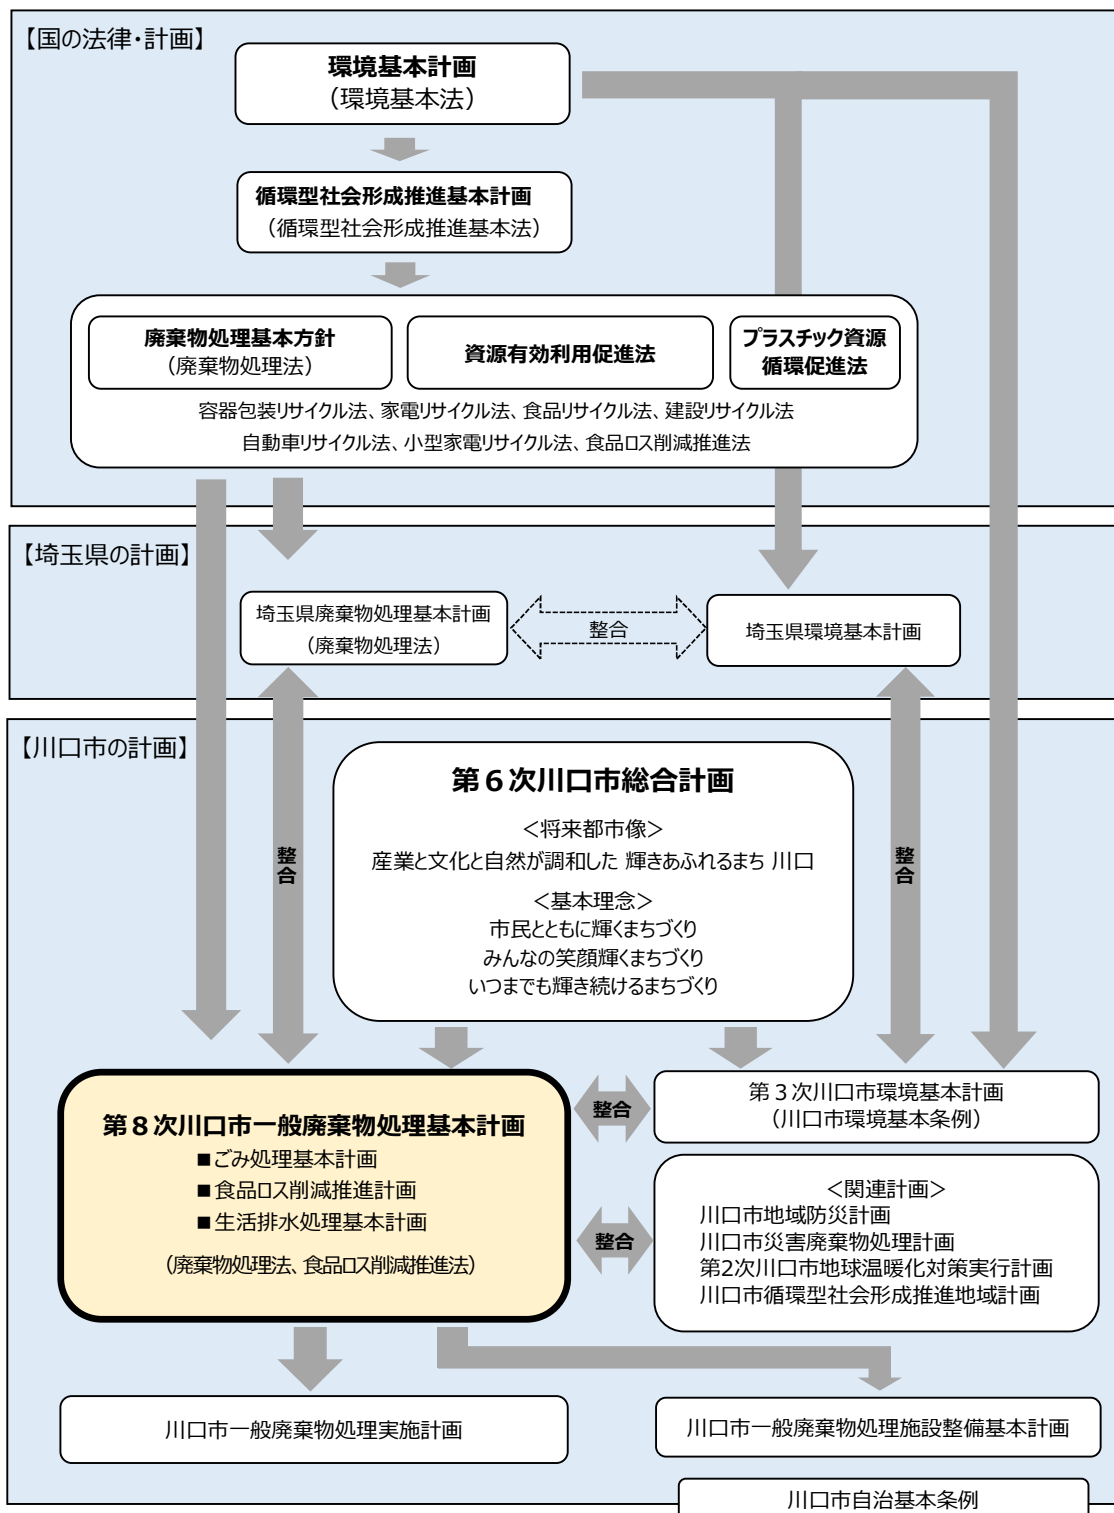 【国の法律・計画】
環境基本計画
（環境基本法）
循環型社会形成推進基本計画
（循環型社会形成推進基本法）
廃棄物処理基本方針
（廃棄物処理法）
資源有効利用促進法
プラスチック資源
循環促進法
容器包装リサイクル法、家電リサイクル法、食品リサイクル法、建設リサイクル法
自動車リサイクル法、小型家電リサイクル法、食品ロス削減推進法
【埼玉県の計画】
埼玉県廃棄物処理基本計画
（廃棄物処理法）
整合
埼玉県環境基本計画
【川口市の計画】
第６次川口市総合計画
＜将来都市像＞
産業と文化と自然が調和した 輝きあふれるまち 川口
＜基本理念＞
市民とともに輝くまちづくり
みんなの笑顔輝くまちづくり
いつまでも輝き続けるまちづくり
整合
整合
第８次川口市一般廃棄物処理基本計画
■ごみ処理基本計画
■食品ロス削減推進計画
■生活排水処理基本計画
（廃棄物処理法、食品ロス削減推進法）
整合
第３次川口市環境基本計画
（川口市環境基本条例）
整合
＜関連計画＞
川口市地域防災計画
川口市災害廃棄物処理計画
第2次川口市地球温暖化対策実行計画
川口市循環型社会形成推進地域計画
川口市一般廃棄物処理実施計画
川口市一般廃棄物処理施設整備基本計画
川口市自治基本条例